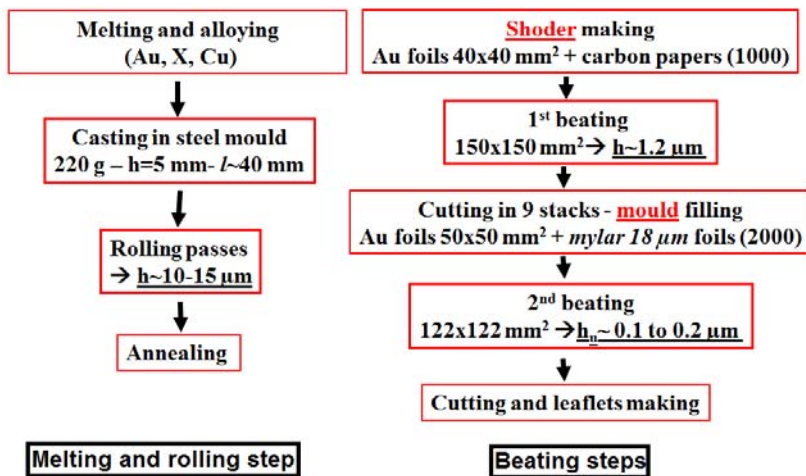 Melting and alloying
(Au, X, Cu)
Casting in steel mould
220 g – h=5 mm- l~40 mm
Rolling passes
→ h~10-15 µm
Annealing
Melting and rolling step
Shoder making
Au foils 40x40 mm² + carbon papers (1000)
1st beating
150x150 mm²→ h~1.2 µm
Cutting in 9 stacks - mould filling
Au foils 50x50 mm² + mylar 18 µm foils (2000)
2nd beating
122x122 mm² →hu~ 0.1 to 0.2 µm
Cutting and leaflets making
Beating steps